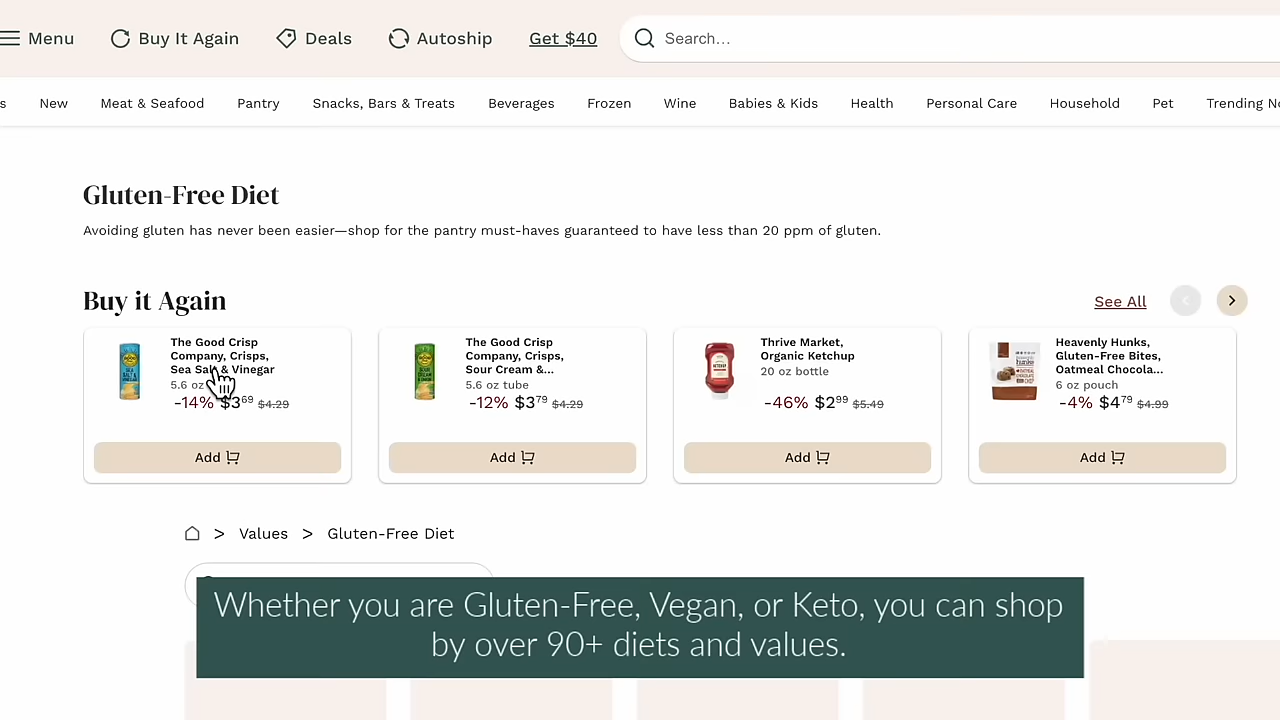 Menu
Buy It Again
Deals
Autoship
Get $40
Search...
s
New
Meat & Seafood
Pantry
Snacks, Bars & Treats
Beverages
Frozen
Wine
Babies & Kids
Health
Personal Care
Household
Pet
Trending
Gluten-Free Diet
Avoiding gluten has never been easier—shop for the pantry must-haves guaranteed to have less than 20 ppm of gluten.
Buy it Again
See All
The Good Crisp
Company, Crisps,
Sea Salt & Vinegar
5.6 oz
-14% $3 69 $4.29
Add
The Good Crisp
Company, Crisps,
Sour Cream &...
5.6 oz tube
-12% $3 79 $4.29
Add
Thrive Market,
Organic Ketchup
20 oz bottle
-46% $2 99 $5.49
Add
Heavenly Hunks,
Gluten-Free Bites,
Oatmeal Chocola...
6 oz pouch
-4% $4 79 $4.99
Add
> Values > Gluten-Free Diet
Whether you are Gluten-Free, Vegan, or Keto, you can shop
by over 90+ diets and values.